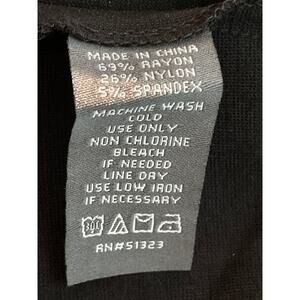 MADE IN CHINA
69% RAYON
26% NYLON
5% SPANDEX
MACHINE WASH
COLD
USE ONLY
NON CHLORINE
BLEACH
IF NEEDED
LINE DAY
USE LOW IRON
IF NECESSARY
RN#51323